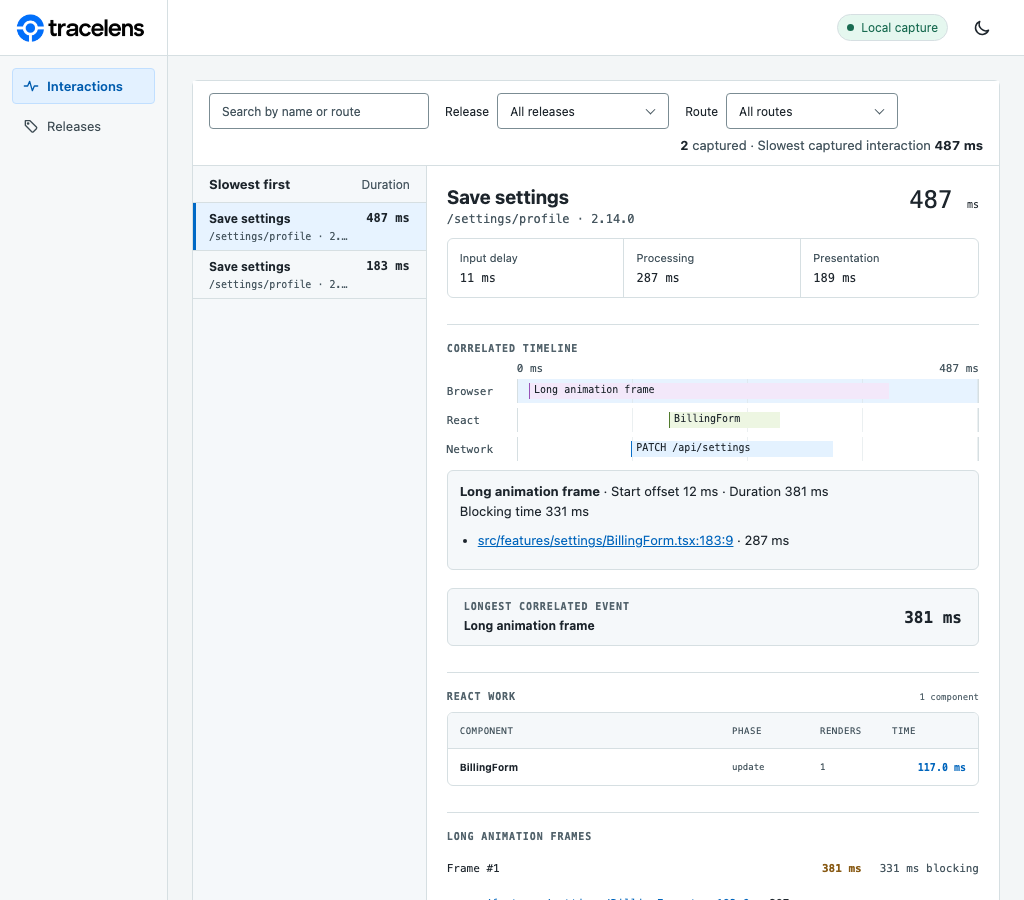 tracelens
Local capture
Interactions
Releases
Search by name or route
Release
All releases
Route
All routes
2 captured · Slowest captured interaction 487 ms
Slowest first
Duration
Save settings
487 ms
/settings/profile · 2.…
Save settings
183 ms
/settings/profile · 2.…
Save settings
487 ms
/settings/profile · 2.14.0
Input delay
11 ms
Processing
287 ms
Presentation
189 ms
CORRELATED TIMELINE
0 ms
487 ms
Browser
Long animation frame
React
BillingForm
Network
PATCH /api/settings
Long animation frame · Start offset 12 ms · Duration 381 ms
Blocking time 331 ms
• src/features/settings/BillingForm.tsx:183:9 · 287 ms
LONGEST CORRELATED EVENT
Long animation frame
381 ms
REACT WORK
1 component
COMPONENT
PHASE
RENDERS
TIME
BillingForm
update
1
117.0 ms
LONG ANIMATION FRAMES
Frame #1
381 ms
331 ms blocking